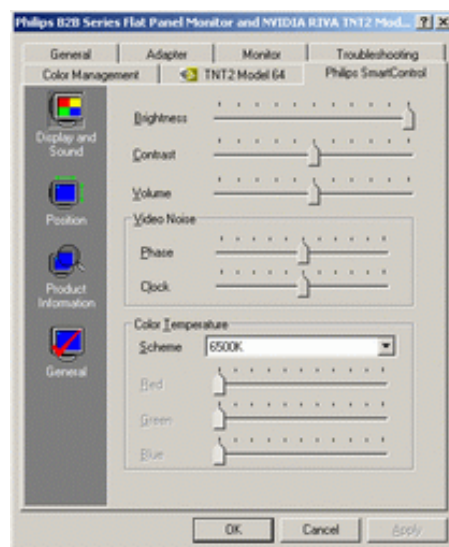 Philips B2B Series Flat Panel Monitor and NVIDIA RIVA TNT2 Mod... ? X
General Adapter Monitor Troubleshooting
Color Management TNT2 Model 64 Philips SmartControl
Display and
Sound
Position
Product
Information
General
Brightness
Contrast
Volume
Video Noise
Phase
Clock
Color Temperature
Scheme 6500K
Red
Green
Blue
OK Cancel Apply